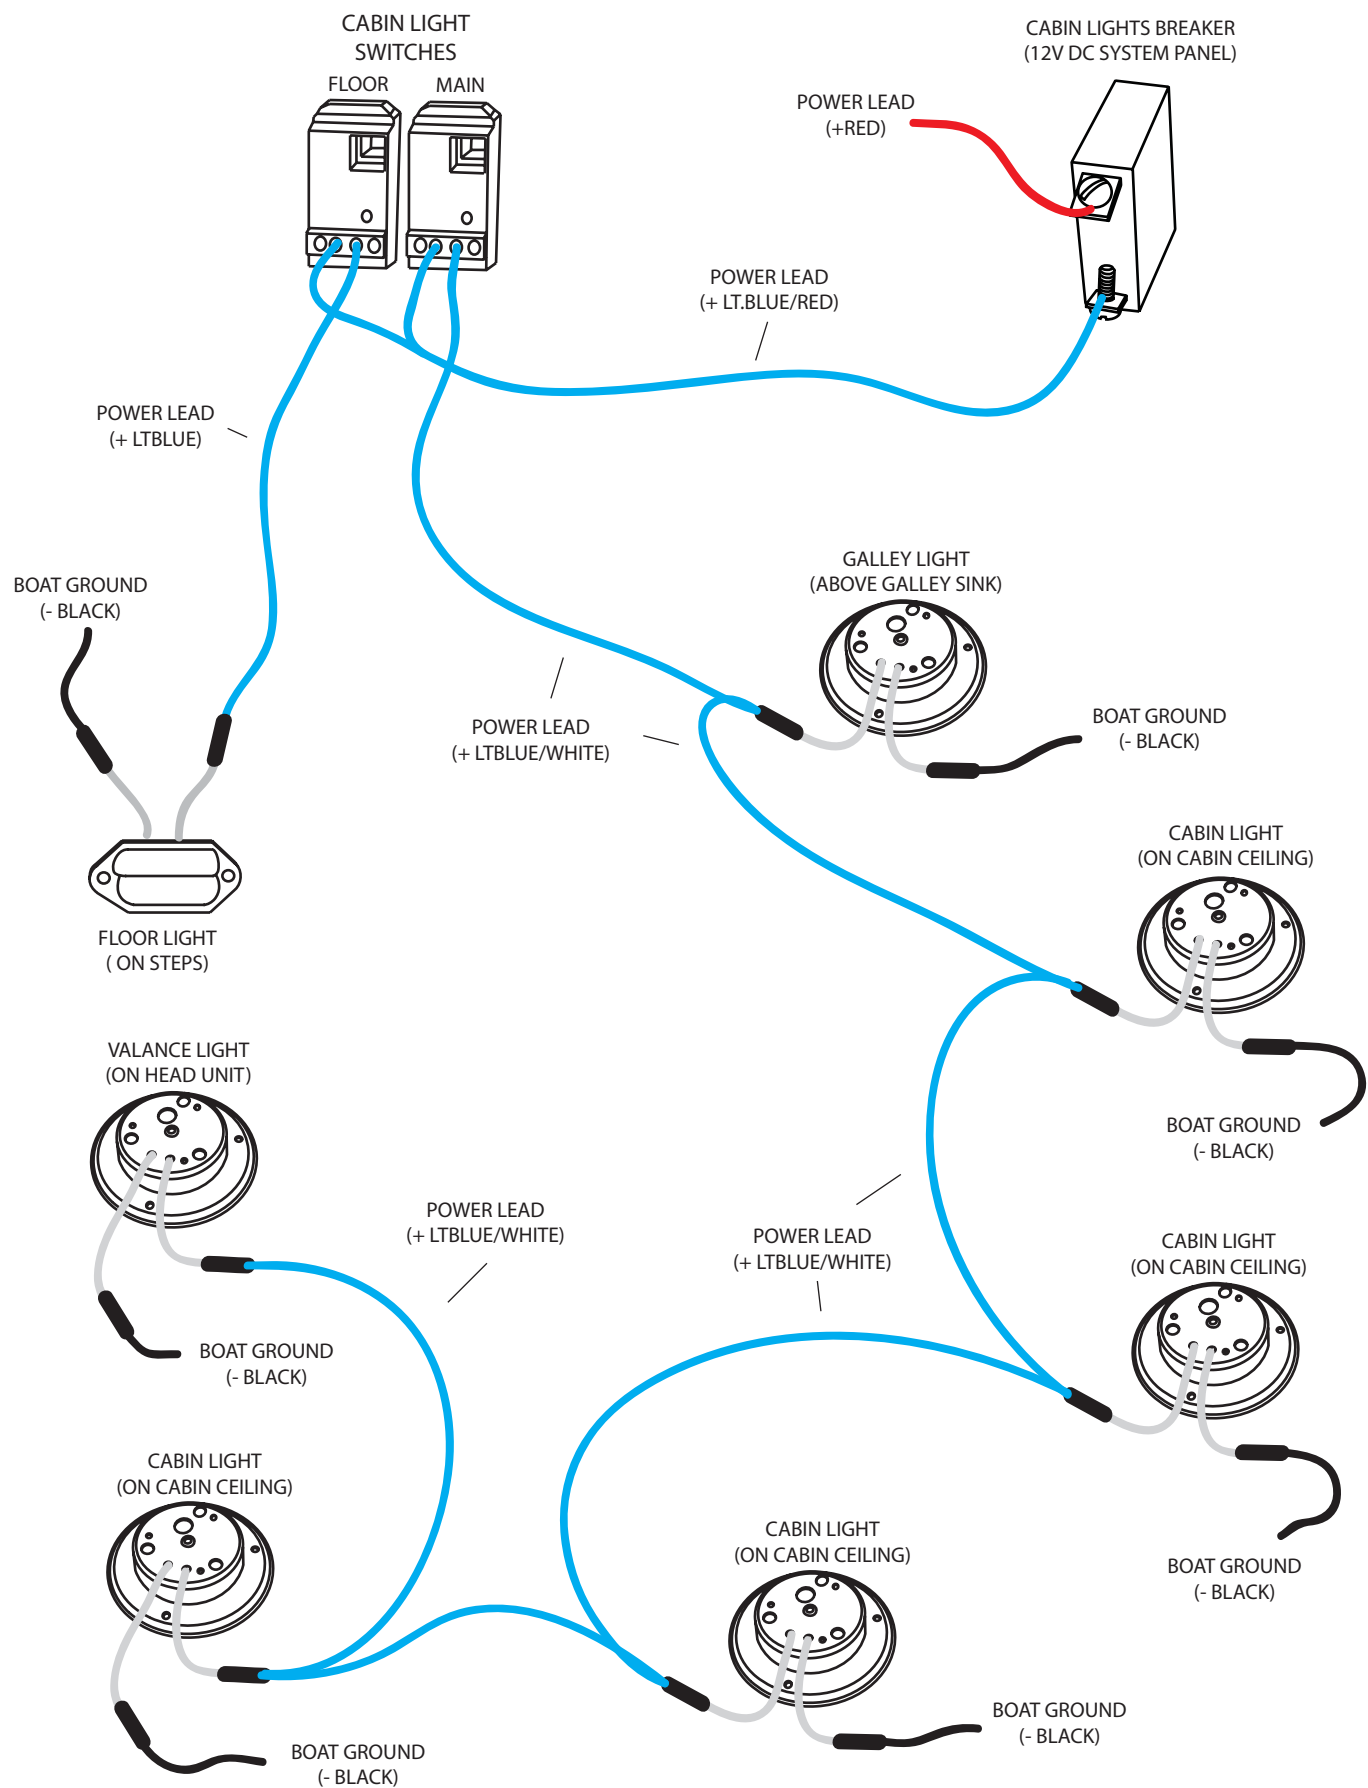 CABIN LIGHT
SWITCHES
FLOOR
MAIN
CABIN LIGHTS BREAKER
(12V DC SYSTEM PANEL)
POWER LEAD
(+RED)
POWER LEAD
(+ LT.BLUE/RED)
POWER LEAD
(+ LTBLUE)
BOAT GROUND
(- BLACK)
GALLEY LIGHT
(ABOVE GALLEY SINK)
POWER LEAD
(+ LTBLUE/WHITE)
BOAT GROUND
(- BLACK)
CABIN LIGHT
(ON CABIN CEILING)
FLOOR LIGHT
( ON STEPS)
VALANCE LIGHT
(ON HEAD UNIT)
BOAT GROUND
(- BLACK)
POWER LEAD
(+ LTBLUE/WHITE)
POWER LEAD
(+ LTBLUE/WHITE)
CABIN LIGHT
(ON CABIN CEILING)
BOAT GROUND
(- BLACK)
CABIN LIGHT
(ON CABIN CEILING)
CABIN LIGHT
(ON CABIN CEILING)
BOAT GROUND
(- BLACK)
BOAT GROUND
(- BLACK)
BOAT GROUND
(- BLACK)